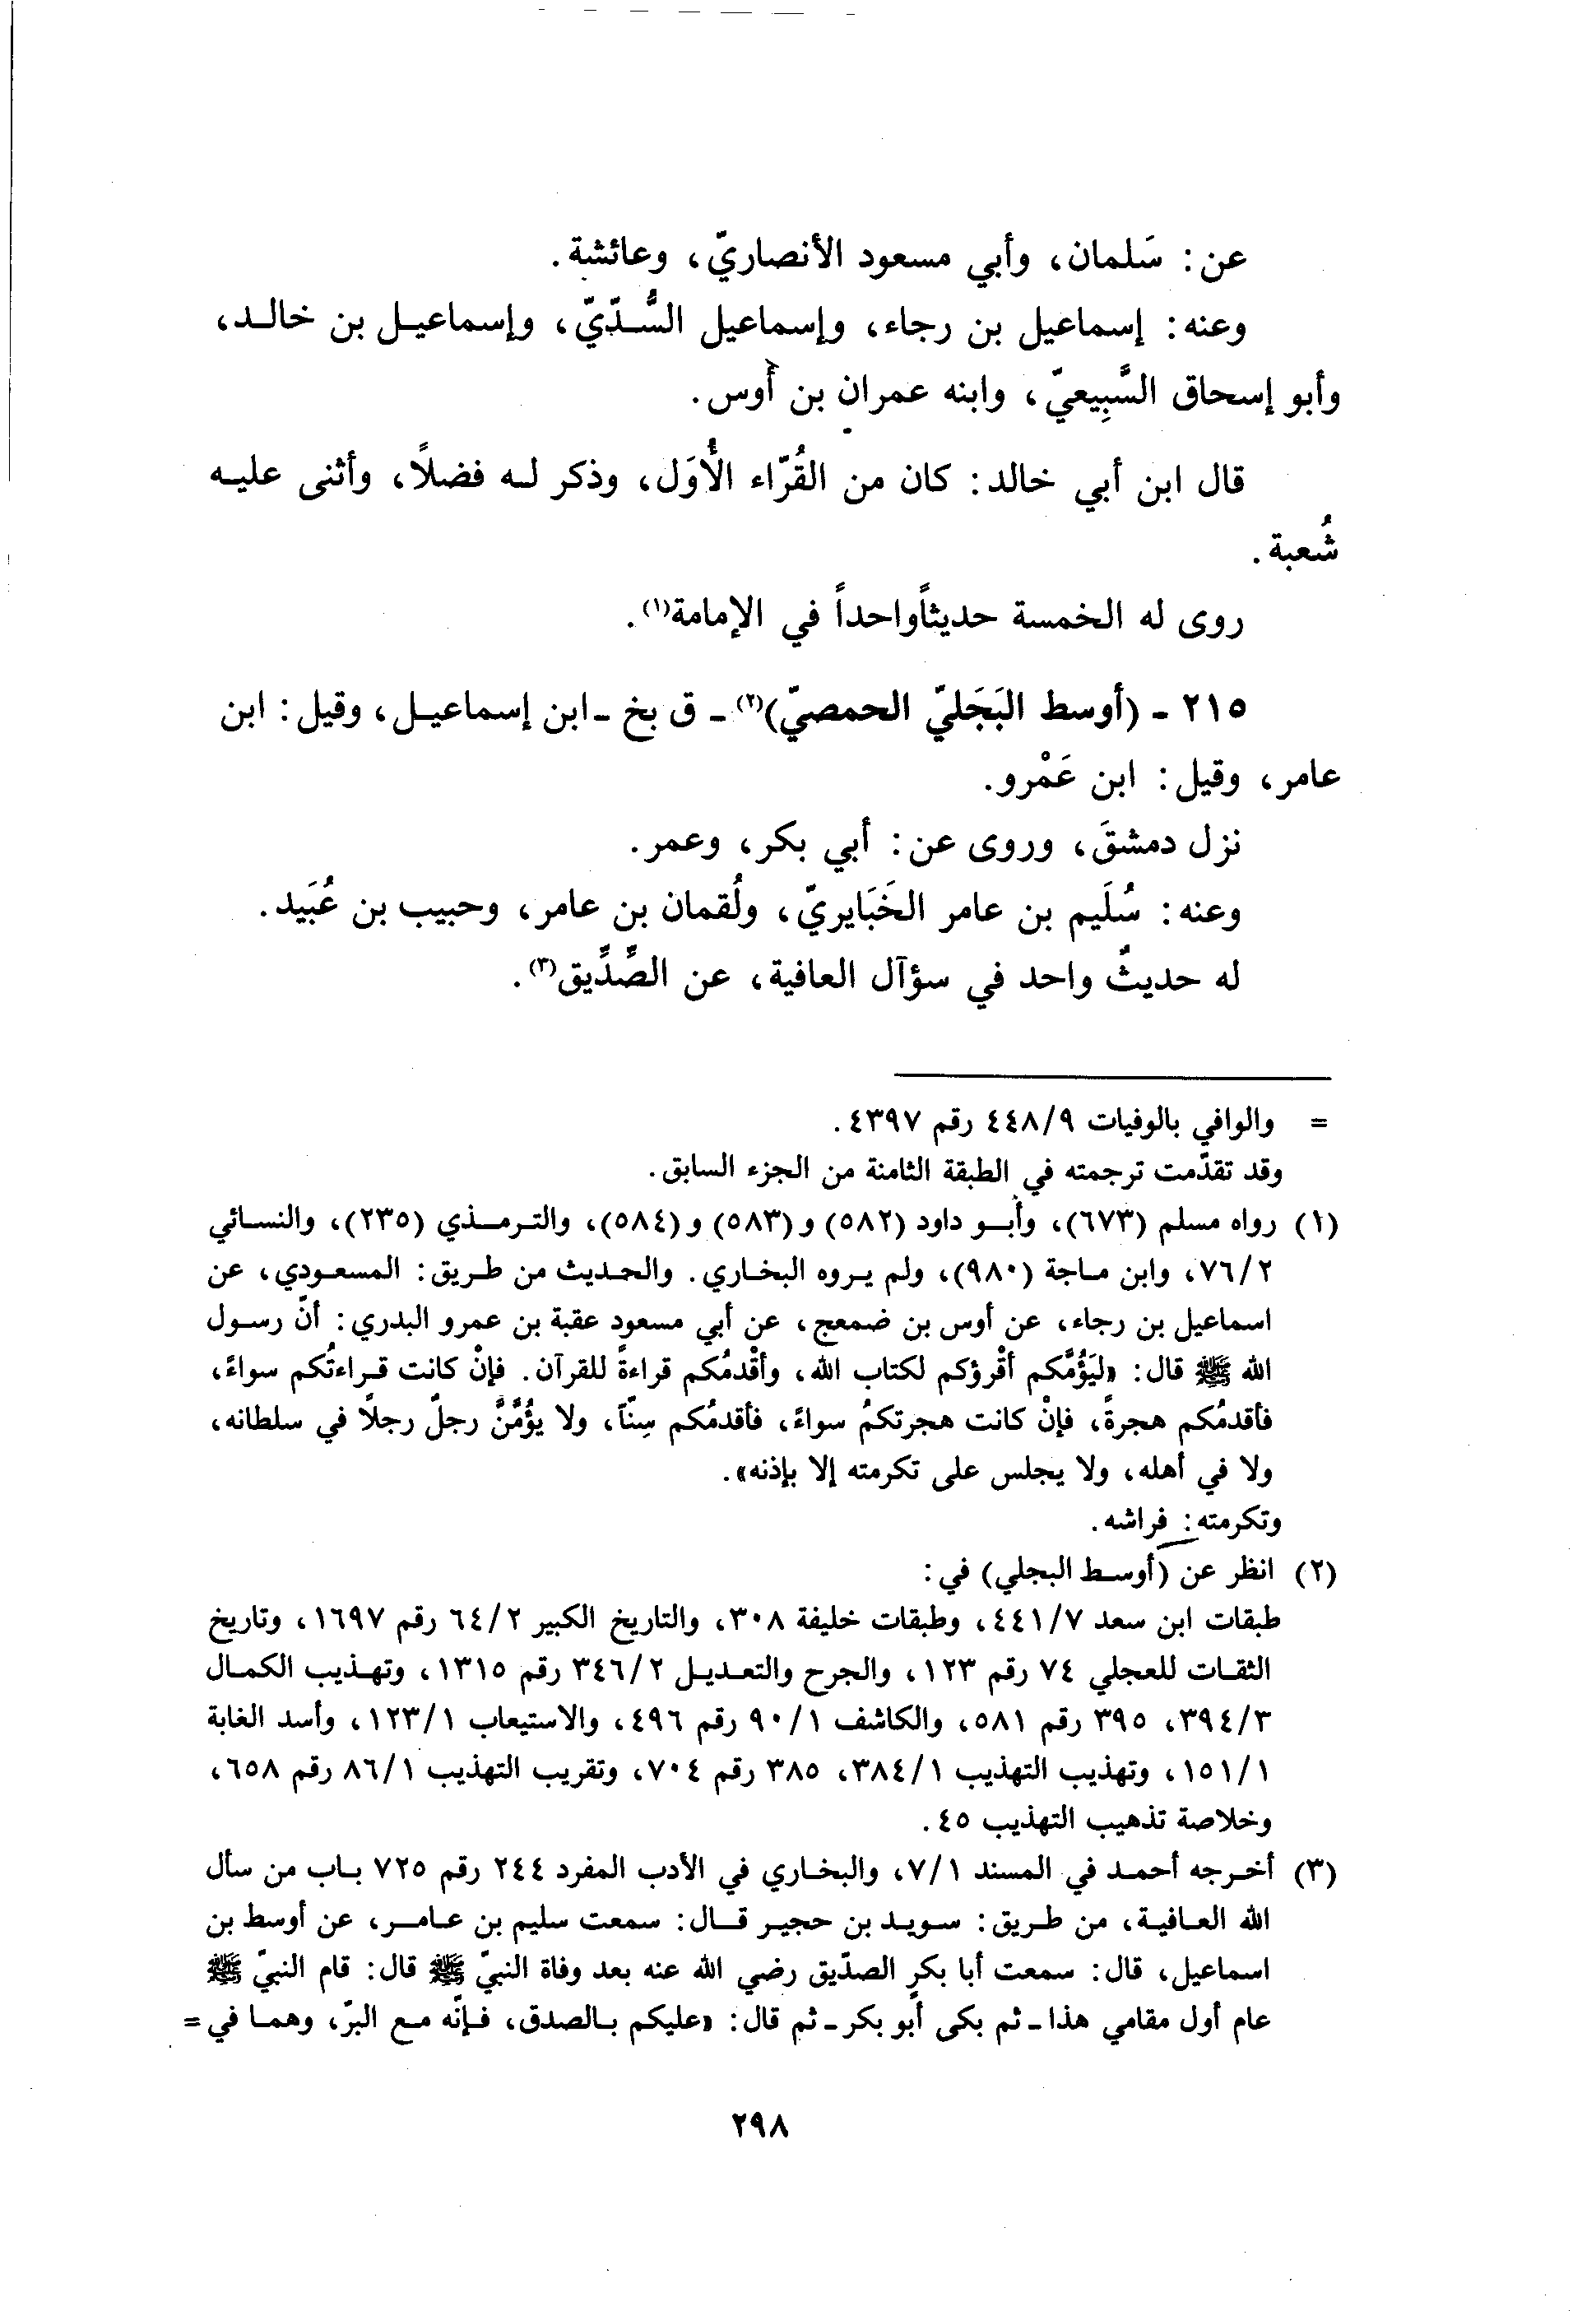 عن: سَلمان، وأبي مسعود الأنصاريّ، وعائشة.
وعنه: إسماعيل بن رجاء، وإسماعيل السُّدّيّ، وإسماعيل بن خالد،
وأبو إسحاق السَّبِيعيّ، وابنه عمران بن أوس.
قال ابن أبي خالد: كان من القُرّاء الأُوَل، وذكر له فضلاً، وأثنى عليه
شُعبة.
روى له الخمسة حديثاً واحداً في الإمامة(١).
٢١٥ - (أوسط البَجَليّ الحمصيّ)(٢) - ق بخ - ابن إسماعيل، وقيل: ابن
عامر، وقيل: ابن عَمْرو.
نزل دمشقَ، وروى عن: أبي بكر، وعمر.
وعنه: سُلَيم بن عامر الخَبَايريّ، ولُقمان بن عامر، وحبيب بن عُبَيد.
له حديثٌ واحد في سؤآل العافية، عن الصِّدِّيق(٣).
= والوافي بالوفيات ٤٤٨/٩ رقم ٤٣٩٧.
وقد تقدّمت ترجمته في الطبقة الثامنة من الجزء السابق.
(١) رواه مسلم (٦٧٣)، وأبو داود (٥٨٢) و(٥٨٣) و(٥٨٤)، والترمذي (٢٣٥)، والنسائي
٧٦/٢، وابن ماجة (٩٨٠)، ولم يروه البخاري. والحديث من طريق: المسعودي، عن
اسماعيل بن رجاء، عن أوس بن ضمعج، عن أبي مسعود عقبة بن عمرو البدري: أنّ رسول
الله ﷺ قال: «ليَؤُمَّكم أقْرؤكم لكتاب الله، وأقْدمُكم قراءةً للقرآن. فإنْ كانت قراءتُكم سواءً،
فأقدمُكم هجرةً، فإنْ كانت هجرتكمُ سواءً، فأقدمُكم سِنّاً، ولا يؤُمَّنَّ رجلٌ رجلاً في سلطانه،
ولا في أهله، ولا يجلس على تكرمته إلا بإذنه».
وتكرمته: فراشه.
(٢) انظر عن (أوسط البجلي) في:
طبقات ابن سعد ٤٤١/٧، وطبقات خليفة ٣٠٨، والتاريخ الكبير ٦٤/٢ رقم ١٦٩٧، وتاريخ
الثقات للعجلي ٧٤ رقم ١٢٣، والجرح والتعديل ٣٤٦/٢ رقم ١٣١٥، وتهذيب الكمال
٣٩٤/٣، ٣٩٥ رقم ٥٨١، والكاشف ٩٠/١ رقم ٤٩٦، والاستيعاب ١٢٣/١، وأسد الغابة
١٥١/١، وتهذيب التهذيب ٣٨٤/١، ٣٨٥ رقم ٧٠٤، وتقريب التهذيب ٨٦/١ رقم ٦٥٨،
وخلاصة تذهيب التهذيب ٤٥.
(٣) أخرجه أحمد في المسند ٧/١، والبخاري في الأدب المفرد ٢٤٤ رقم ٧٢٥ باب من سأل
الله العافية، من طريق: سويد بن حجير قال: سمعت سليم بن عامر، عن أوسط بن
اسماعيل، قال: سمعت أبا بكرٍ الصدّيق رضي الله عنه بعد وفاة النبيّ ﷺ قال: قام النبيّ ﷺ
عام أول مقامي هذا - ثم بكى أبو بكر - ثم قال: «عليكم بالصدق، فإنّه مع البرّ، وهما في =
٢٩٨